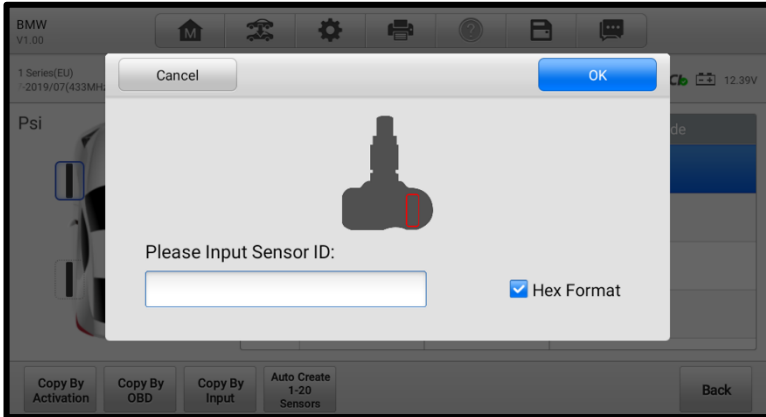 BMW
V1.00
M
?
1 Series(EU)
12.39V
Cancel
OK
Psi
Please Input Sensor ID:
Hex Format
Copy By
Activation
Copy By
OBD
Copy By
Input
Auto Create
1-20
Sensors
Back